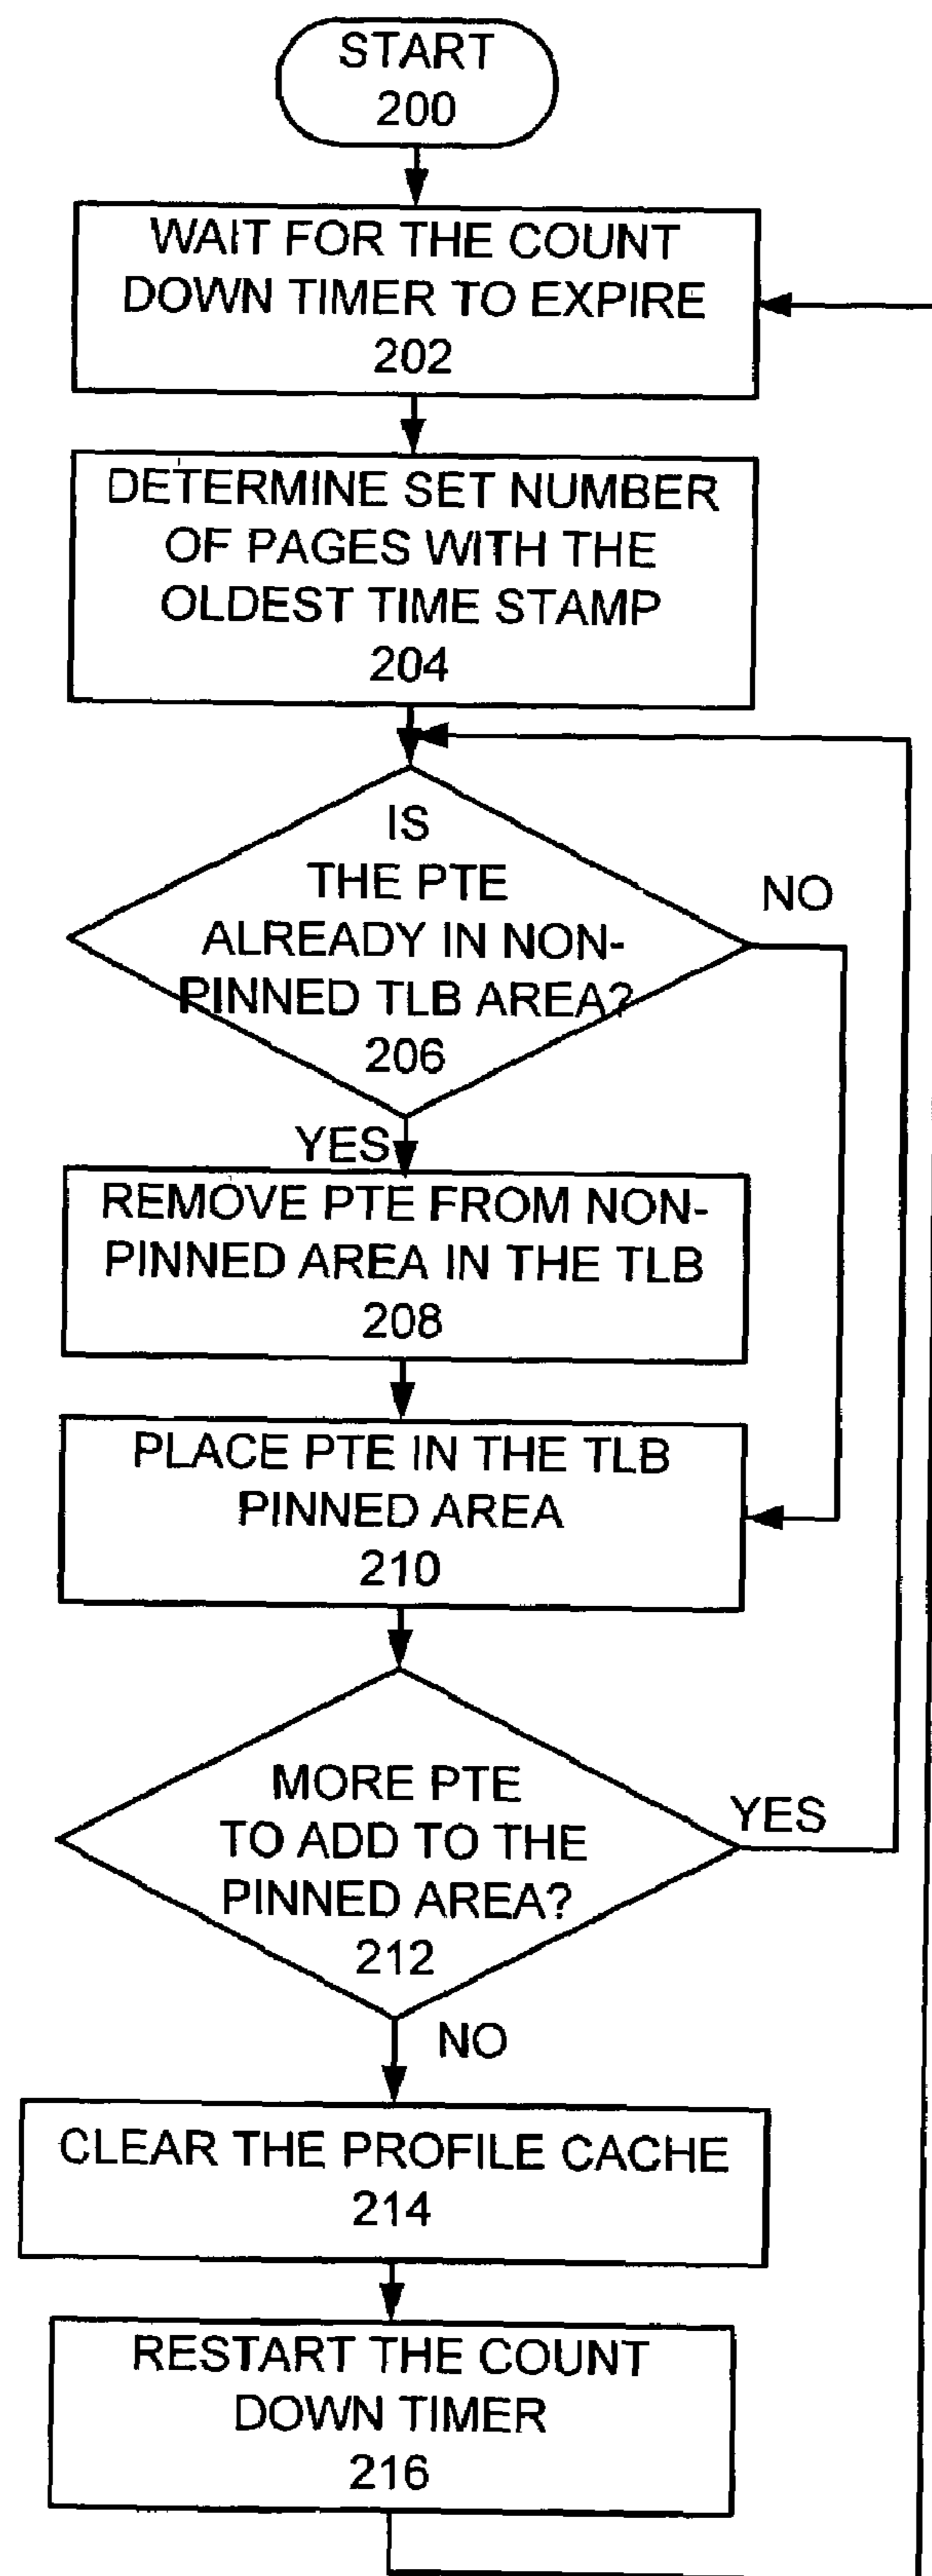 START
200
WAIT FOR THE COUNT
DOWN TIMER TO EXPIRE
202
DETERMINE SET NUMBER
OF PAGES WITH THE
OLDEST TIME STAMP
204
IS
THE PTE
ALREADY IN NON-
PINNED TLB AREA?
206
NO
YES
REMOVE PTE FROM NON-
PINNED AREA IN THE TLB
208
PLACE PTE IN THE TLB
PINNED AREA
210
MORE PTE
TO ADD TO THE
PINNED AREA?
212
YES
NO
CLEAR THE PROFILE CACHE
214
RESTART THE COUNT
DOWN TIMER
216